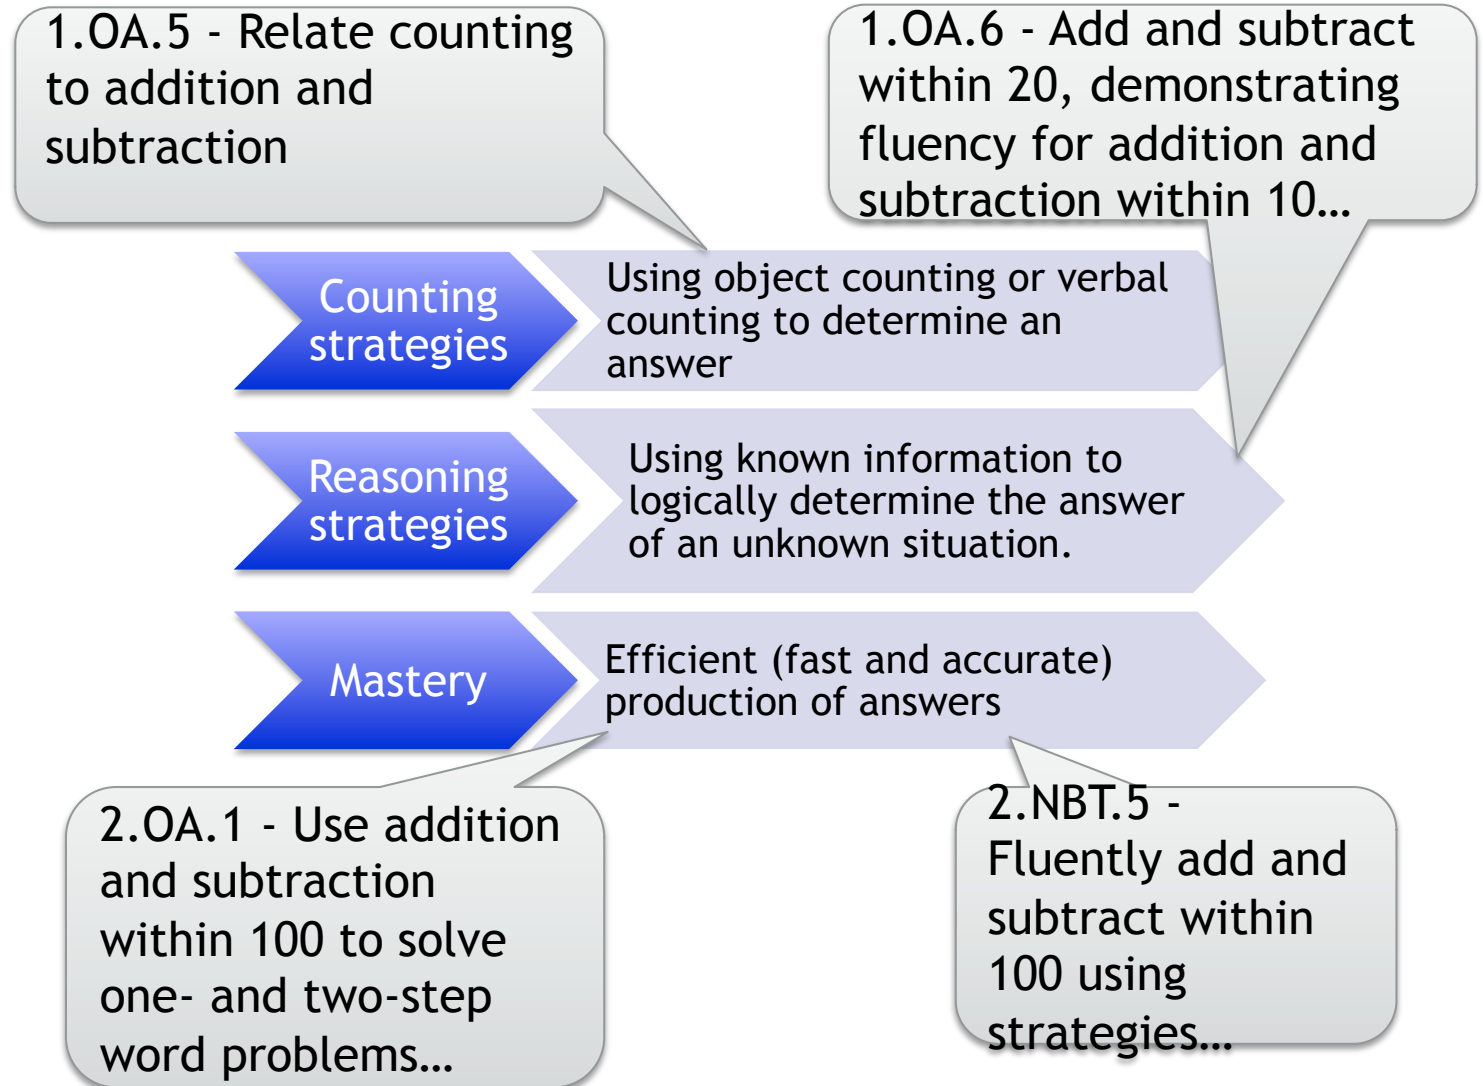 1.OA.5 - Relate counting
to addition and
subtraction
1.OA.6 - Add and subtract
within 20, demonstrating
fluency for addition and
subtraction within 10…
Counting
strategies
Using object counting or verbal
counting to determine an
answer
Reasoning
strategies
Using known information to
logically determine the answer
of an unknown situation.
Mastery
Efficient (fast and accurate)
production of answers
2.OA.1 - Use addition
and subtraction
within 100 to solve
one- and two-step
word problems…
2.NBT.5 -
Fluently add and
subtract within
100 using
strategies…